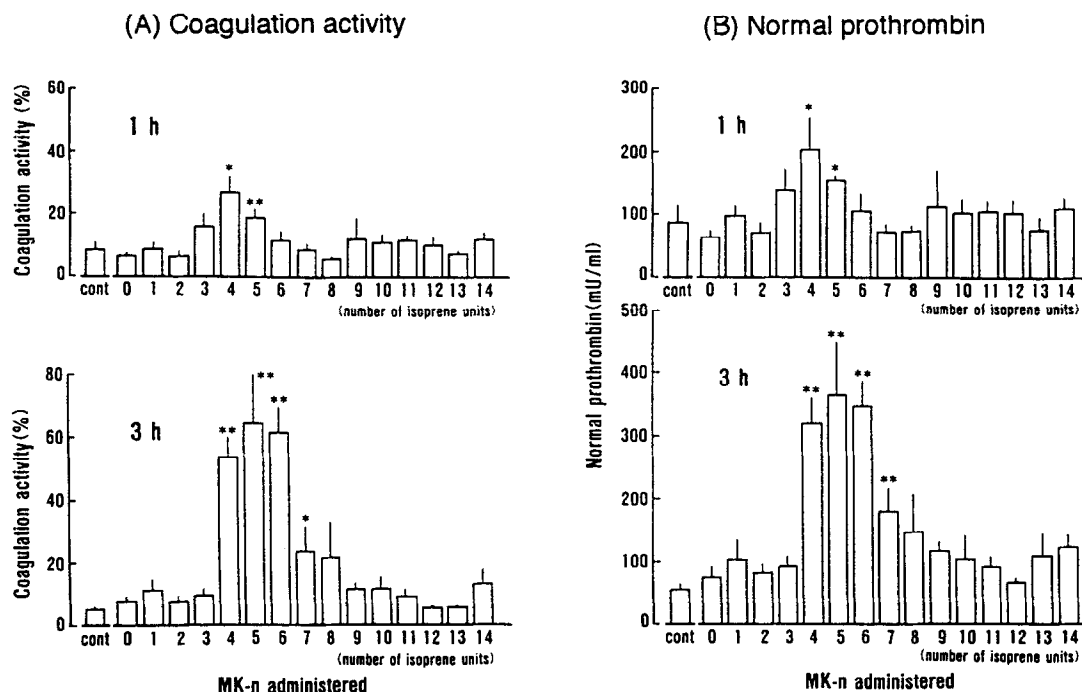 (A) Coagulation activity
(B) Normal prothrombin
Coagulation activity (%)
60
40
20
0
1 h
*
**
cont 0 1 2 3 4 5 6 7 8 9 10 11 12 13 14
(number of isoprene units)
Coagulation activity (%)
80
60
40
20
0
3 h
**
**
**
*
cont 0 1 2 3 4 5 6 7 8 9 10 11 12 13 14
(number of isoprene units)
MK-n administered
Normal prothrombin (mU/ml)
300
200
100
0
1 h
*
*
cont 0 1 2 3 4 5 6 7 8 9 10 11 12 13 14
(number of isoprene units)
500
400
300
200
100
0
3 h
**
**
**
**
cont 0 1 2 3 4 5 6 7 8 9 10 11 12 13 14
(number of isoprene units)
MK-n administered